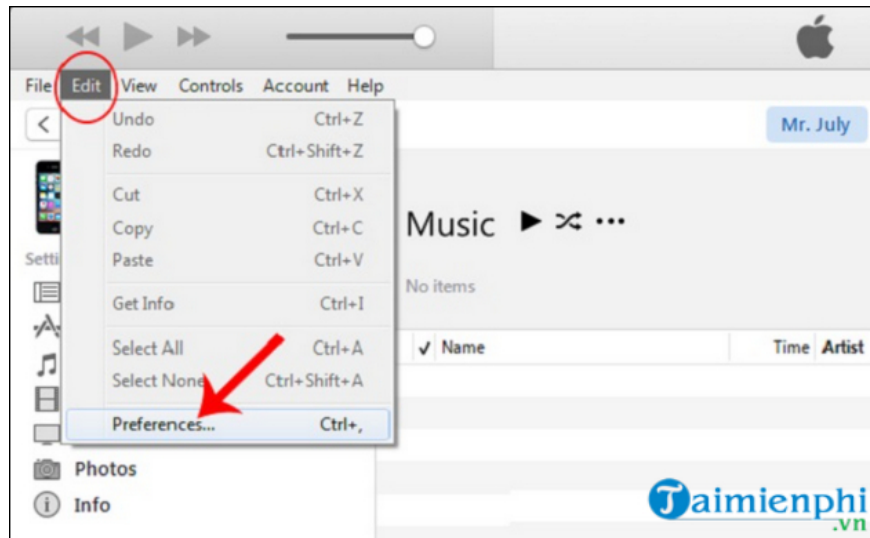 File Edit View Controls Account Help
Mr. July
Undo Ctrl+Z
Redo Ctrl+Shift+Z
Cut Ctrl+X
Copy Ctrl+C
Paste Ctrl+V
Get Info Ctrl+I
Select All Ctrl+A
Select None Ctrl+Shift+A
Preferences... Ctrl+,
Setti
Photos
Info
Music
No items
Name Time Artist
Taimienphi
.vn